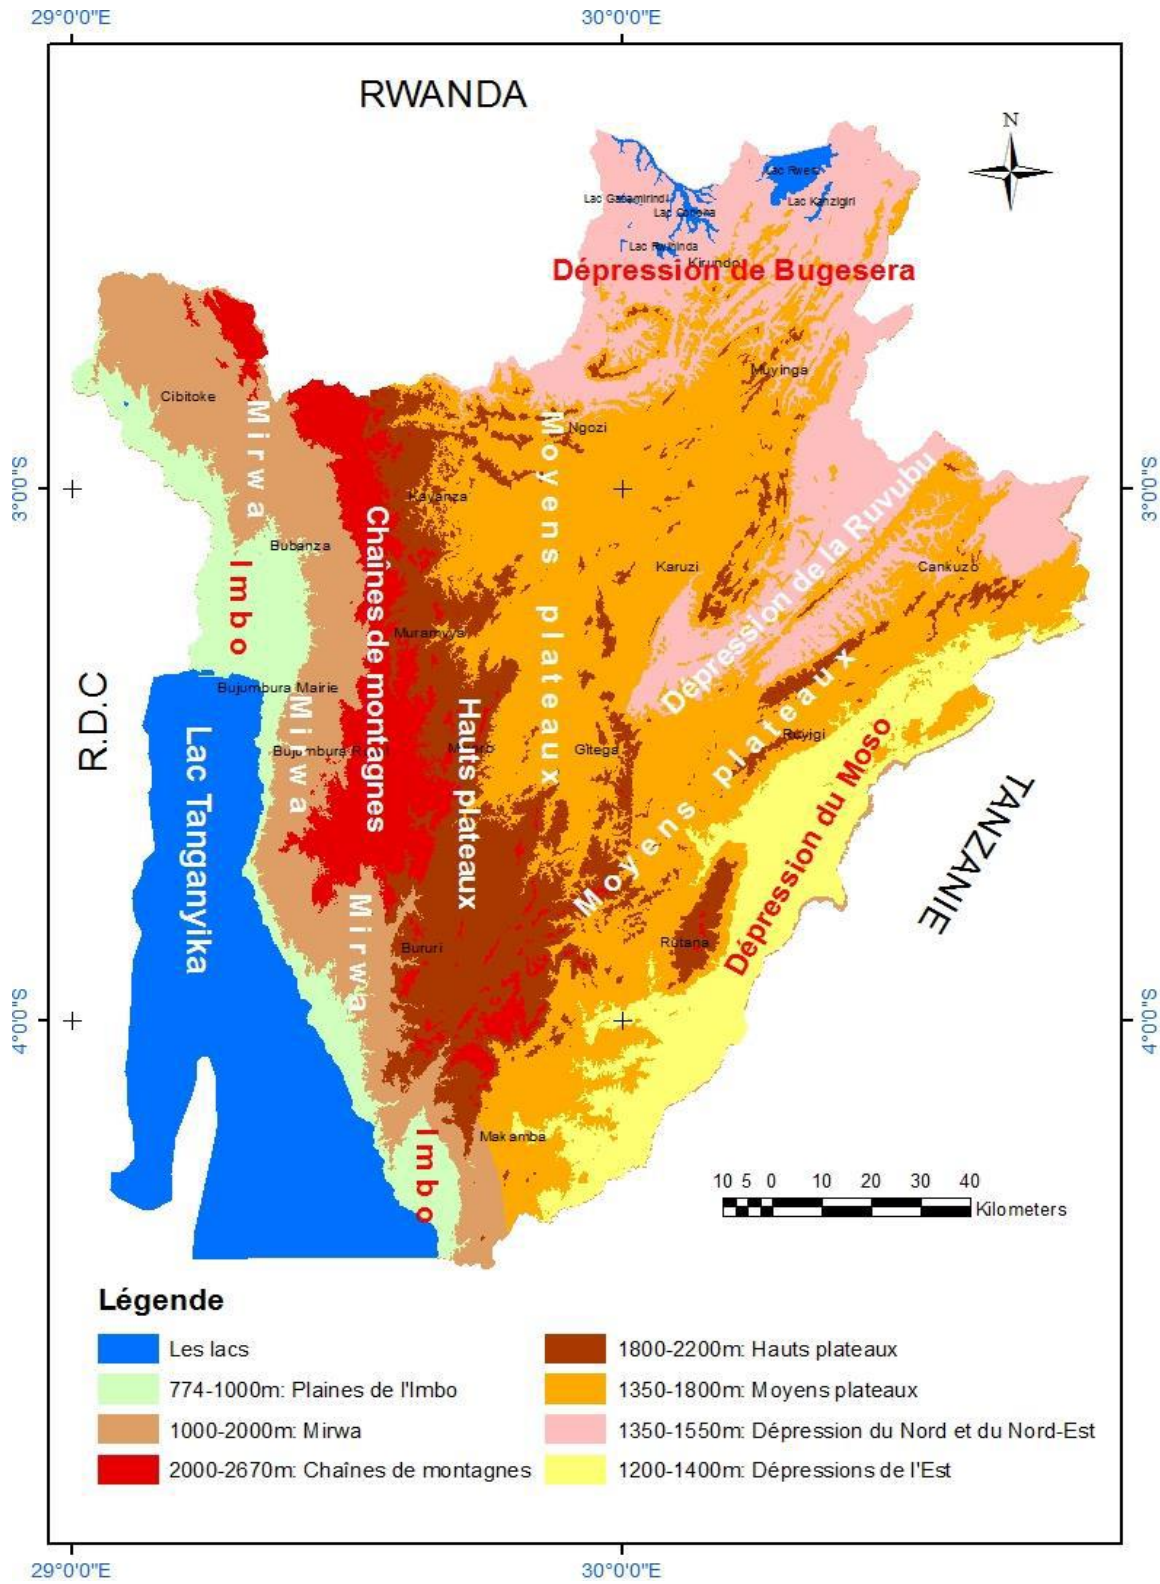 29°0'0"E 30°0'0"E
RWANDA
N
Lac Kanzigiri
Lac Rwihinda
Kirundo
Dépression de Bugesera
Muyinga
Cibitoke
Mirwa
Moyens plateaux
Ngozi
3°0'0"S 3°0'0"S
Kayanza
Chaînes de montagnes
Dépression de la Ruvubu
Bubanza
Imbo
Karuzi
Cankuzo
Muramvya
R.D.C
Bujumbura Mairie
Mirwa
Lac Tanganyika
Hauts plateaux
Gitega
Moyens plateaux
Ruyigi
Dépression du Moso
TANZANIE
Mirwa
Bururi
Rutana
4°0'0"S 4°0'0"S
Imbo
Makamba
10 5 0 10 20 30 40
Kilometers
Légende
Les lacs
774-1000m: Plaines de l'Imbo
1000-2000m: Mirwa
2000-2670m: Chaînes de montagnes
1800-2200m: Hauts plateaux
1350-1800m: Moyens plateaux
1350-1550m: Dépression du Nord et du Nord-Est
1200-1400m: Dépressions de l'Est
29°0'0"E 30°0'0"E